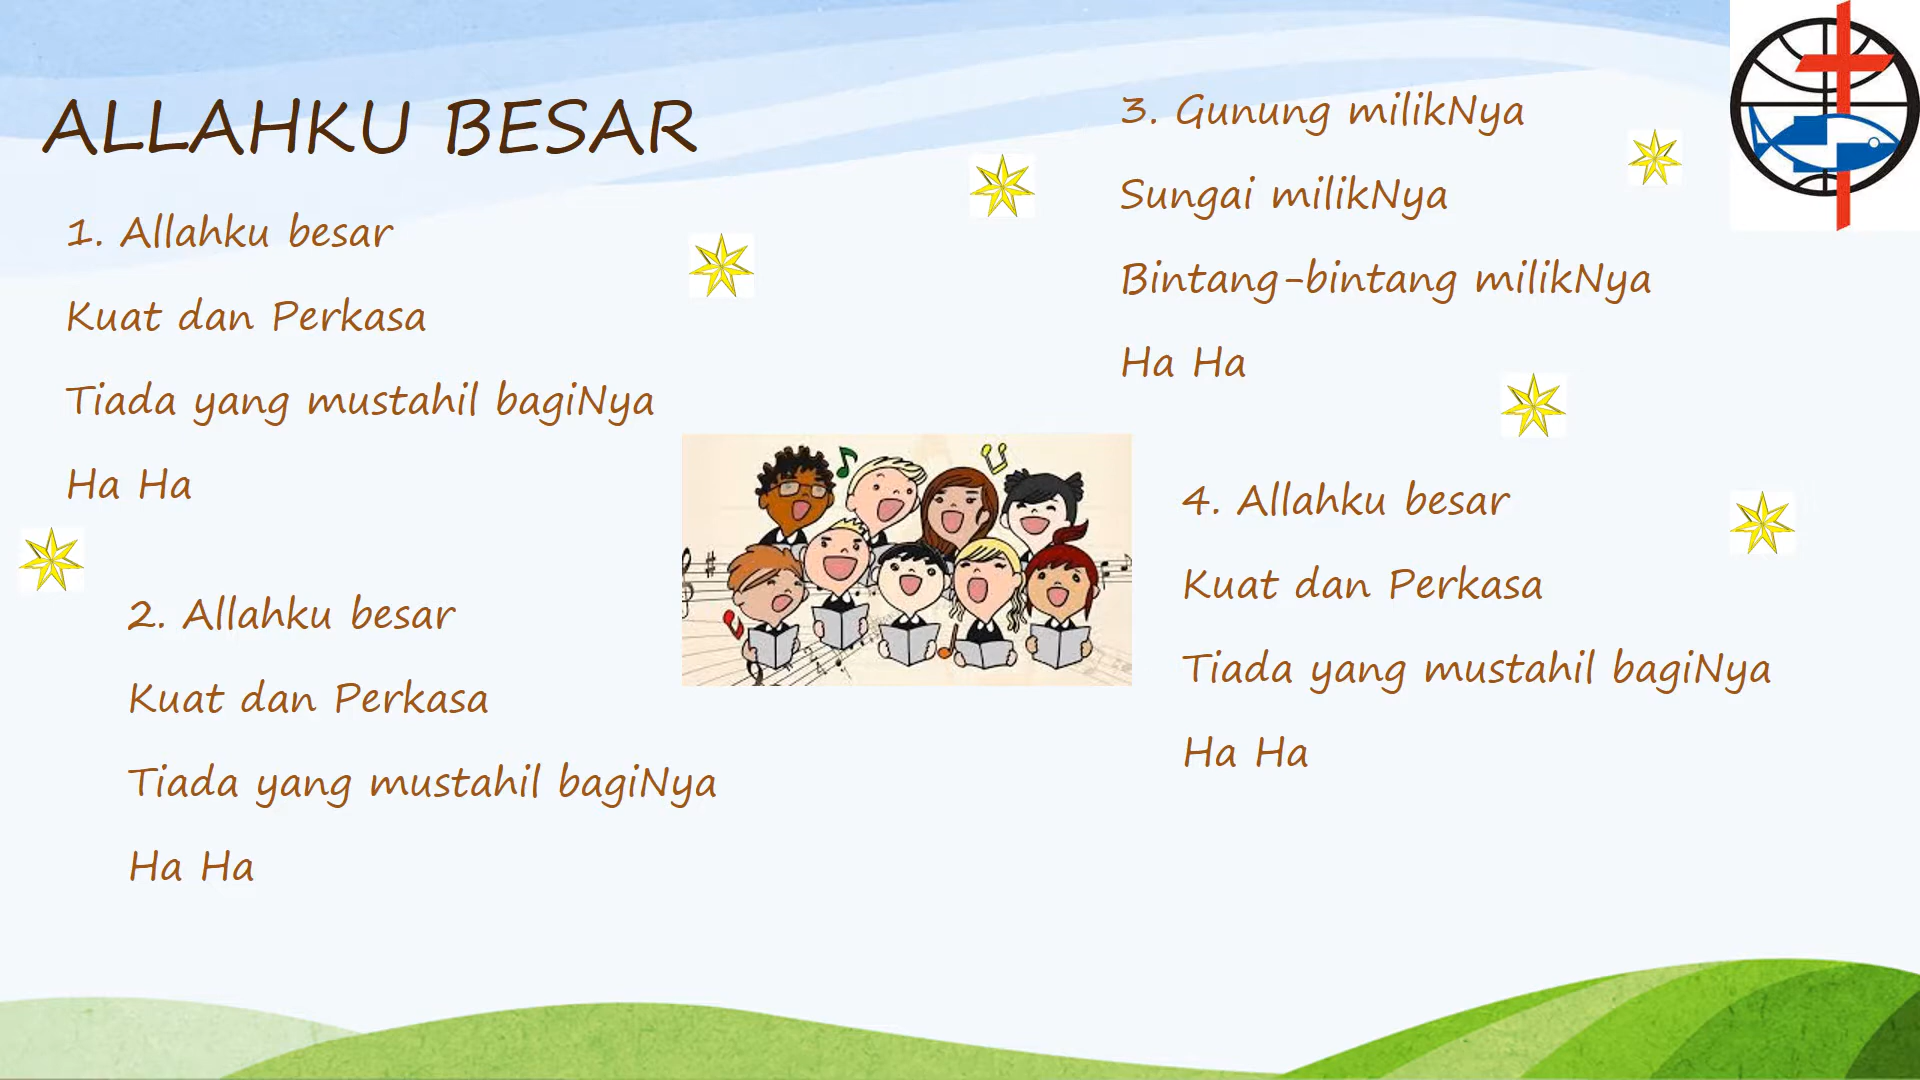 ALLAHKU BESAR
1. Allahku besar
Kuat dan Perkasa
Tiada yang mustahil bagiNya
Ha Ha
2. Allahku besar
Kuat dan Perkasa
Tiada yang mustahil bagiNya
Ha Ha
3. Gunung milikNya
Sungai milikNya
Bintang-bintang milikNya
Ha Ha
4. Allahku besar
Kuat dan Perkasa
Tiada yang mustahil bagiNya
Ha Ha